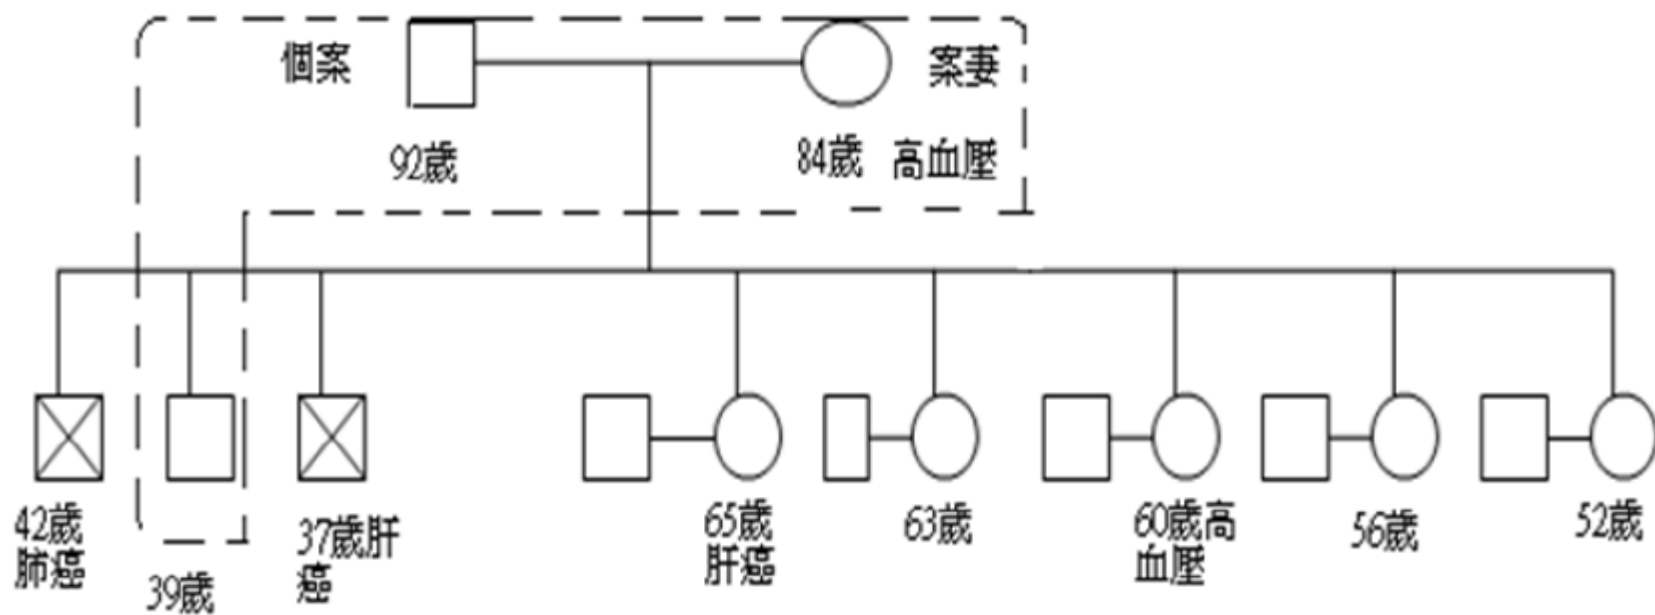 個案
案妻
92歲
84歲 高血壓
42歲
肺癌
39歲
37歲肝
癌
65歲
肝癌
63歲
60歲高
血壓
56歲
52歲